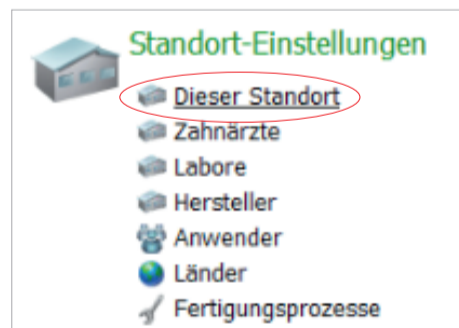 Standort-Einstellungen
Dieser Standort
Zahnärzte
Labore
Hersteller
Anwender
Länder
Fertigungsprozesse